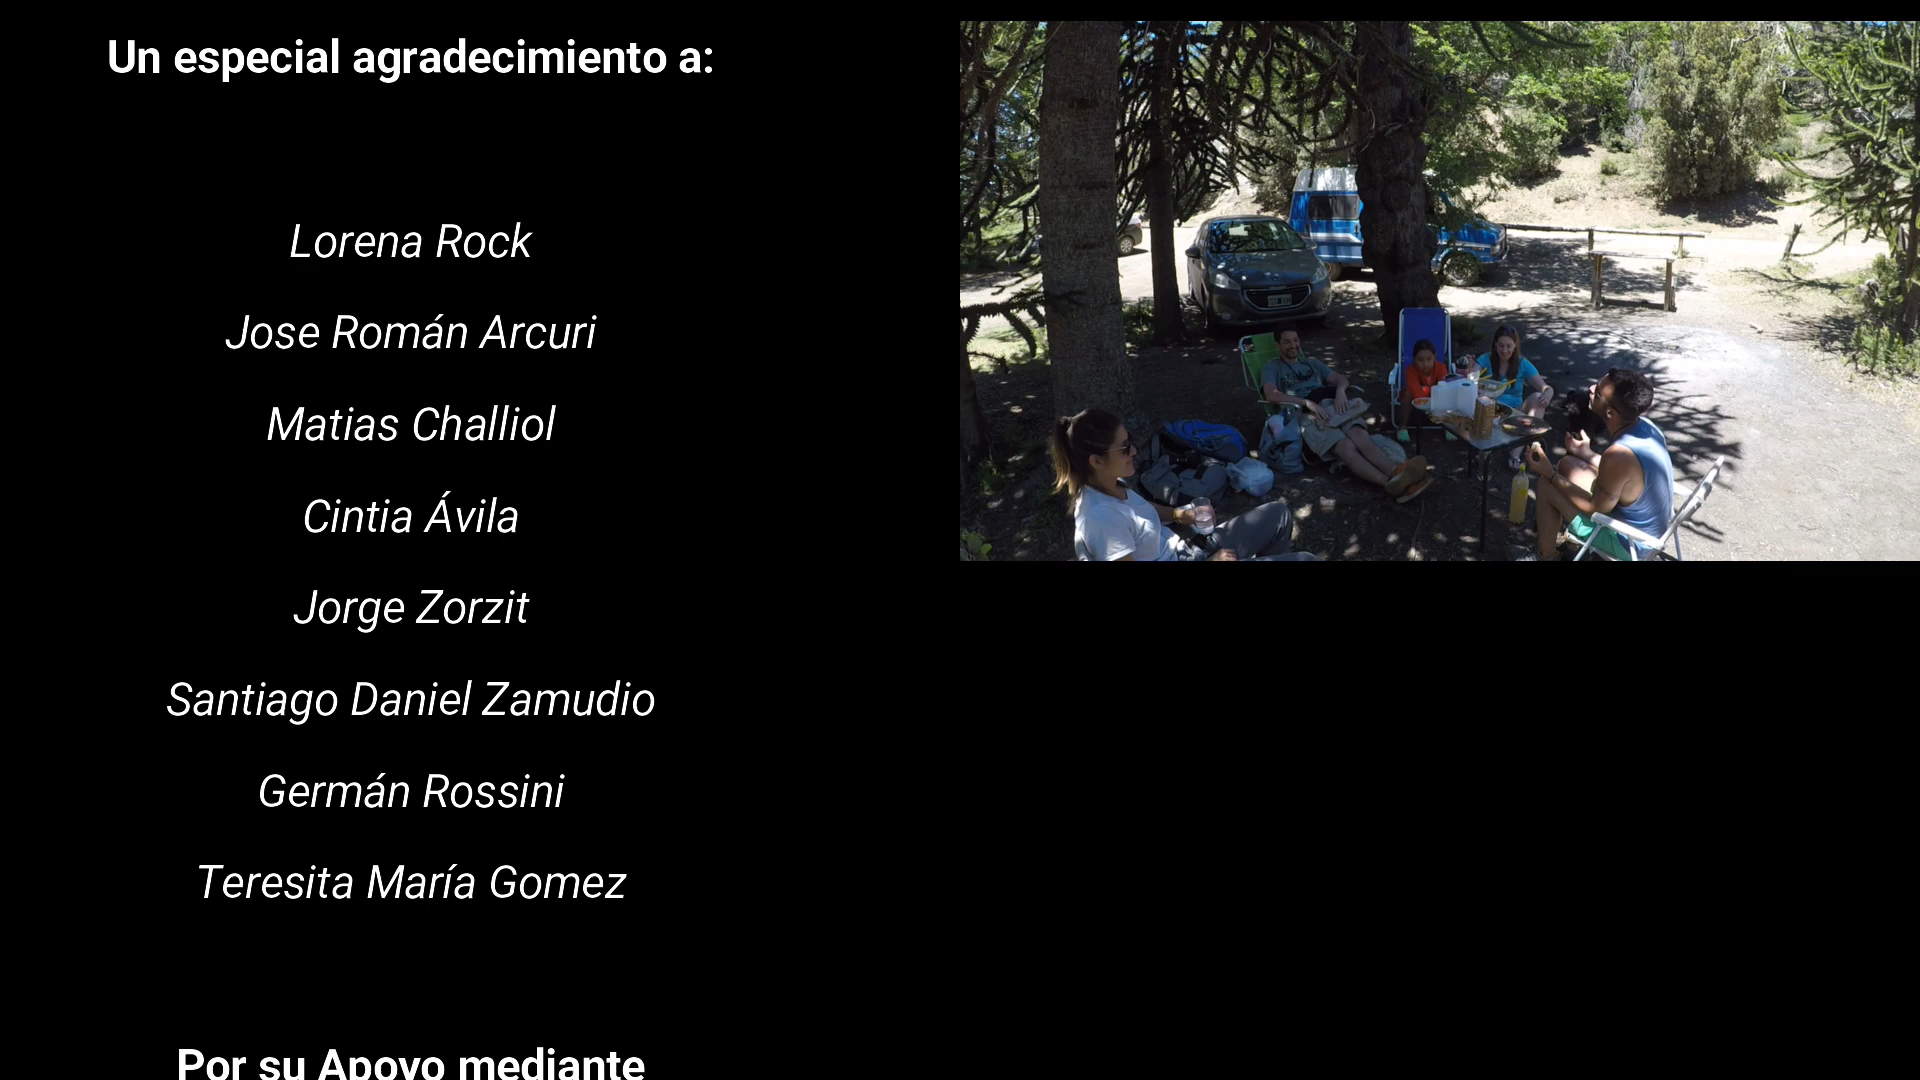 Un especial agradecimiento a:
Lorena Rock
Jose Román Arcuri
Matias Challiol
Cintia Ávila
Jorge Zorzit
Santiago Daniel Zamudio
Germán Rossini
Teresita María Gomez
Por su Apoyo mediante